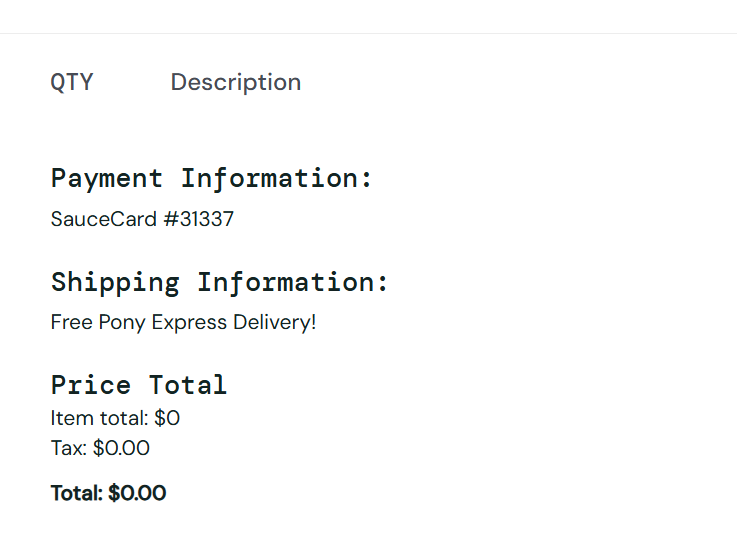 QTY Description
Payment Information:
SauceCard #31337
Shipping Information:
Free Pony Express Delivery!
Price Total
Item total: $0
Tax: $0.00
Total: $0.00